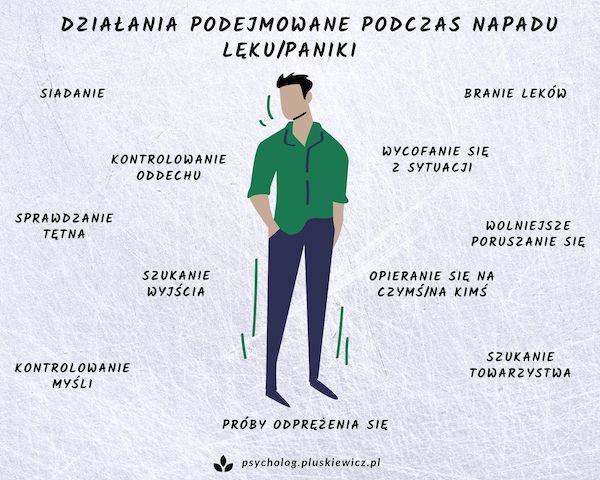 DZIAŁANIA PODEJMOWANE PODCZAS NAPADU
LĘKU/PANIKI
SIADANIE
BRANIE LEKÓW
KONTROLOWANIE
ODDECHU
WYCOFANIE SIĘ
Z SYTUACJI
SPRAWDZANIE
TĘTNA
WOLNIEJSZE
PORUSZANIE SIĘ
SZUKANIE
WYJŚCIA
OPIERANIE SIĘ NA
CZYMŚ/NA KIMŚ
KONTROLOWANIE
MYŚLI
SZUKANIE
TOWARZYSTWA
PRÓBY ODPRĘŻENIA SIĘ
psycholog.pluskiewicz.pl